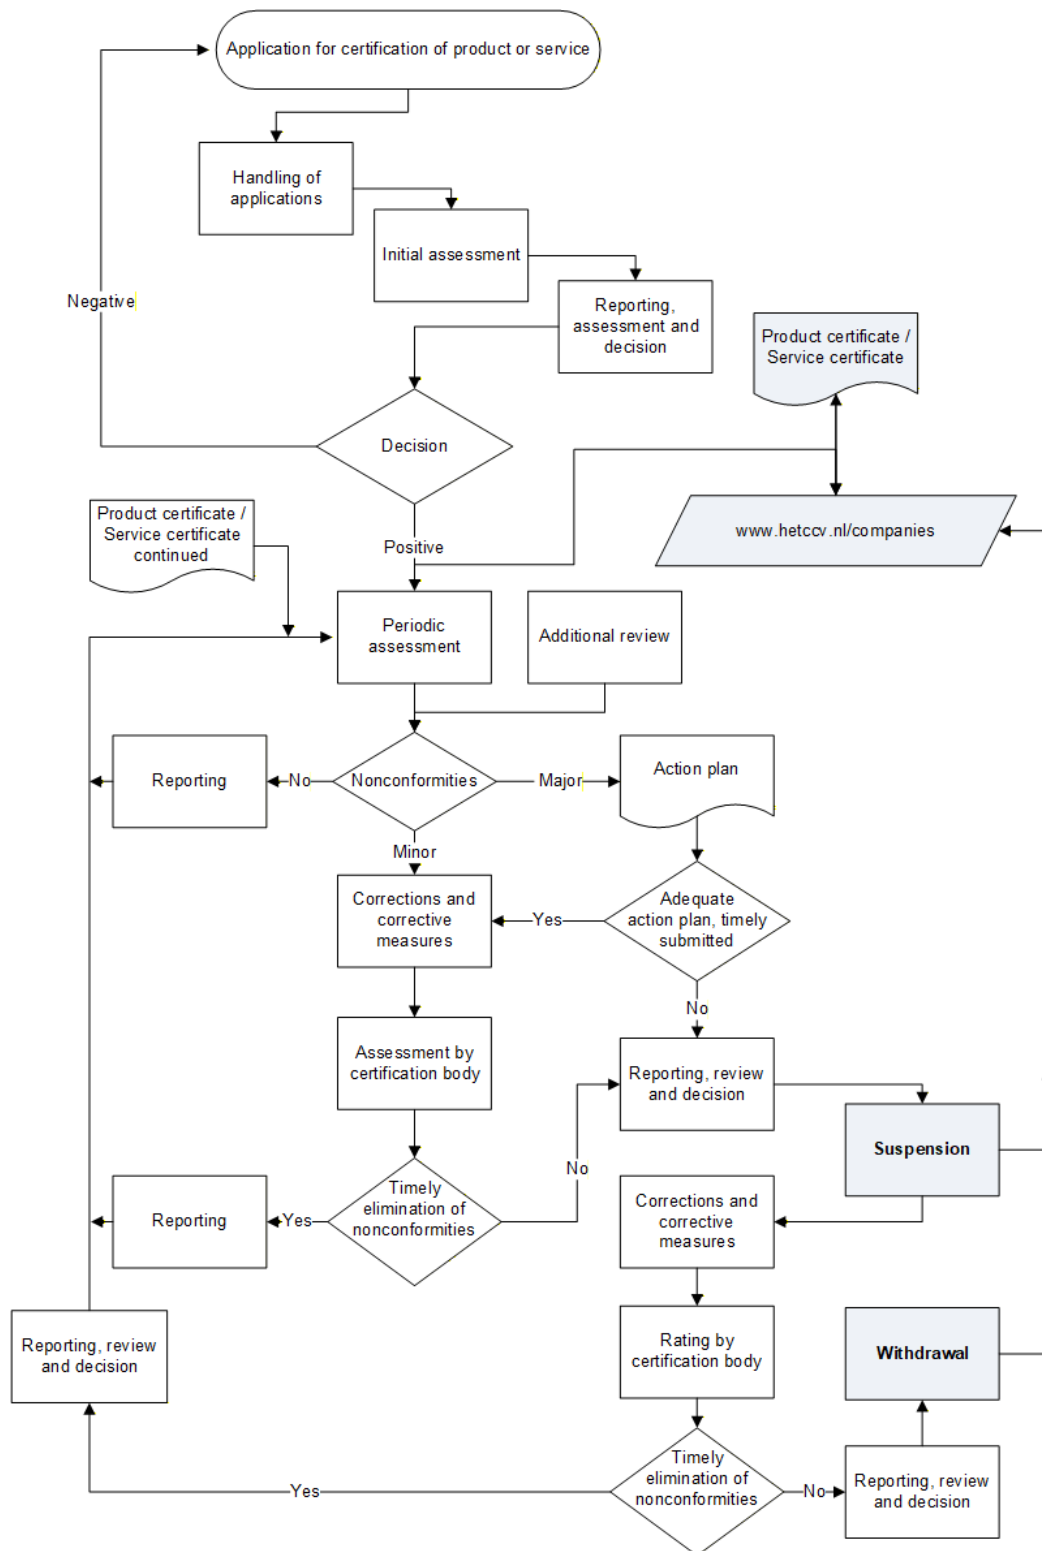 Application for certification of product or service
Handling of
applications
Initial assessment
Negative
Reporting,
assessment and
decision
Product certificate /
Service certificate
Decision
Product certificate /
Service certificate
continued
www.hetccv.nl/companies
Positive
Periodic
assessment
Additional review
Reporting
No
Nonconformities
Major
Action plan
Minor
Corrections and
corrective
measures
Yes
Adequate
action plan, timely
submitted
No
Assessment by
certification body
Reporting, review
and decision
Suspension
No
Timely
elimination of
nonconformities
Yes
Reporting
Corrections and
corrective
measures
Reporting, review
and decision
Rating by
certification body
Withdrawal
Timely
elimination of
nonconformities
Yes
No
Reporting, review
and decision